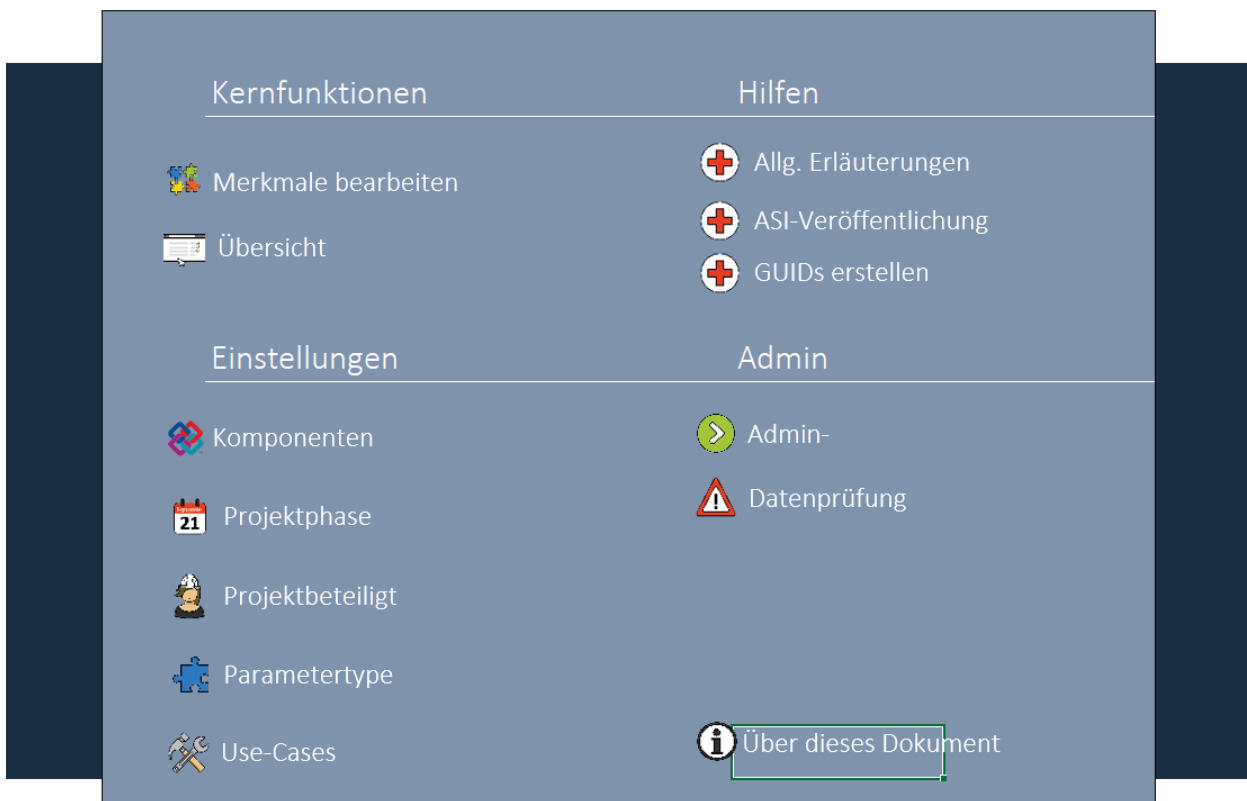 Kernfunktionen
Merkmale bearbeiten
Übersicht
Hilfen
Allg. Erläuterungen
ASI-Veröffentlichung
GUIDs erstellen
Einstellungen
Komponenten
21
Projektphase
Projektbeteiligt
Parametertype
Use-Cases
Admin
Admin-
Datenprüfung
Über dieses Dokument